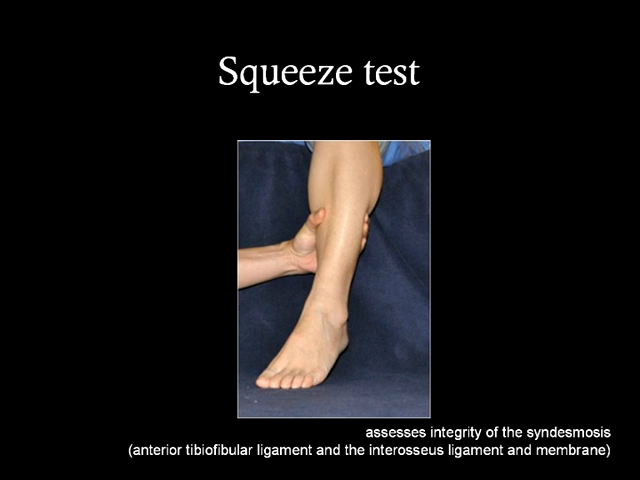 Squeeze test
assesses integrity of the syndesmosis
(anterior tibiofibular ligament and the interosseus ligament and membrane)